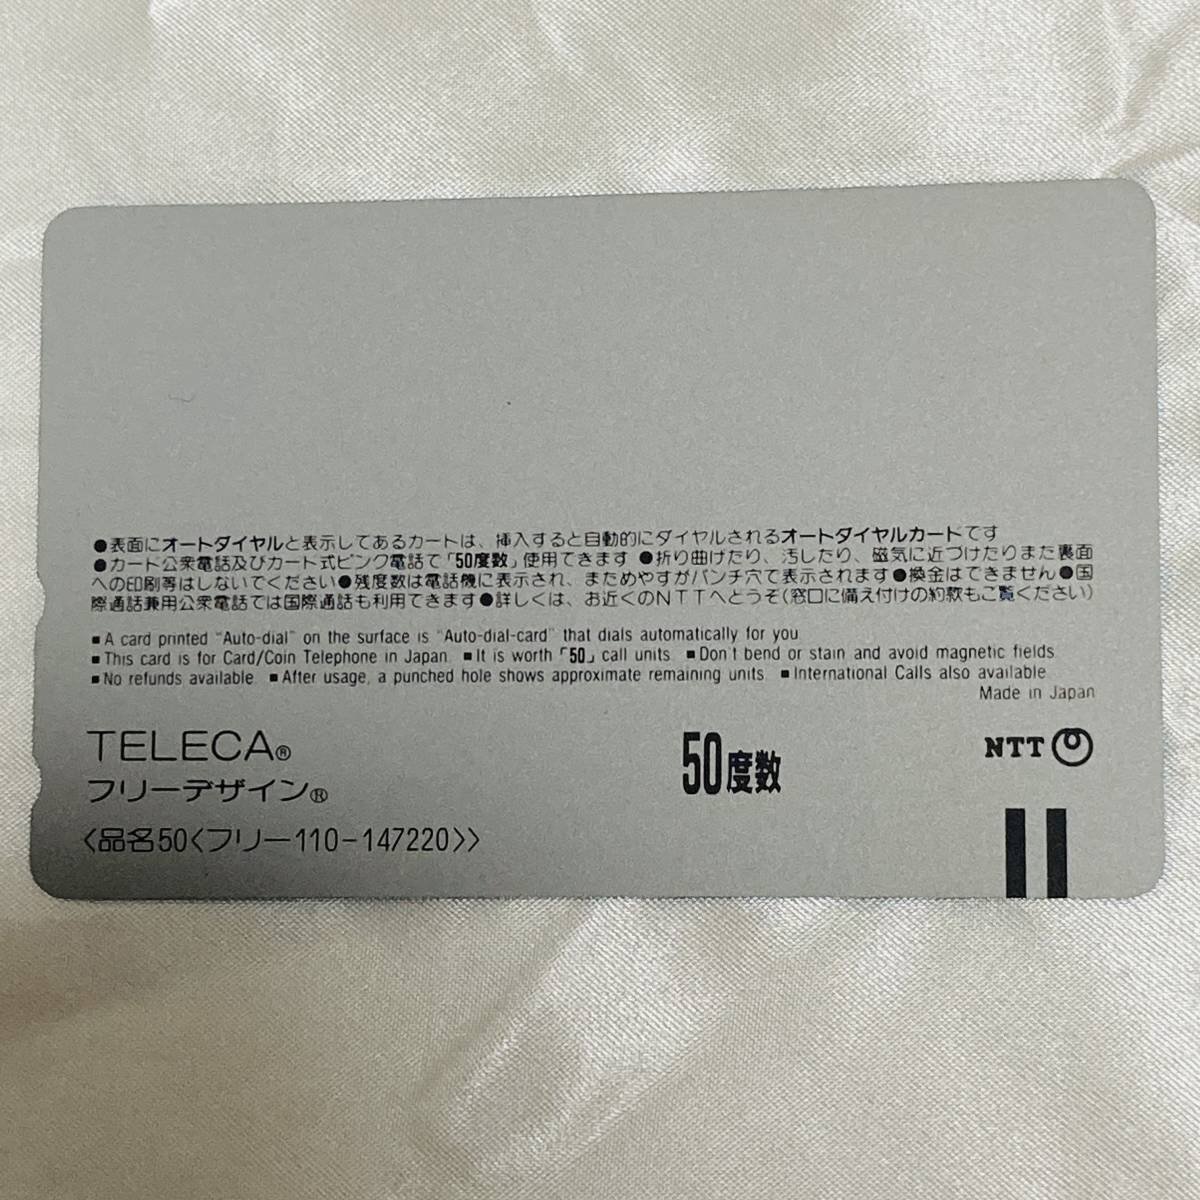 ●表面にオートダイヤルと表示してあるカートは、挿入すると自動的にダイヤルされるオートダイヤルカートです
●カード公衆電話及びカード式ピンク電話で「50度数」使用できます ●折り曲げたり、汚したり、磁気に近づけたりまた裏面
への印刷等はしないでください●残度数は電話機に表示され、まためやすがパンチ穴で表示されます●換金はできません●国
際通話兼用公衆電話では国際通話も利用できます●詳しくは、お近くのNTTへとうぞ(窓口に備え付けの約款もご覧ください)
■A card printed "Auto-dial" on the surface is "Auto-dial-card" that dials automatically for you
■This card is for Card/Coin Telephone in Japan. ■It is worth「50」call units. ■Don't bend or stain and avoid magnetic fields.
■No refunds available. ■After usage, a punched hole shows approximate remaining units. ■International Calls also available.
Made in Japan
TELECA®
フリーデザイン®
50度数
NTT
〈品名50〈フリー110-147220〉〉